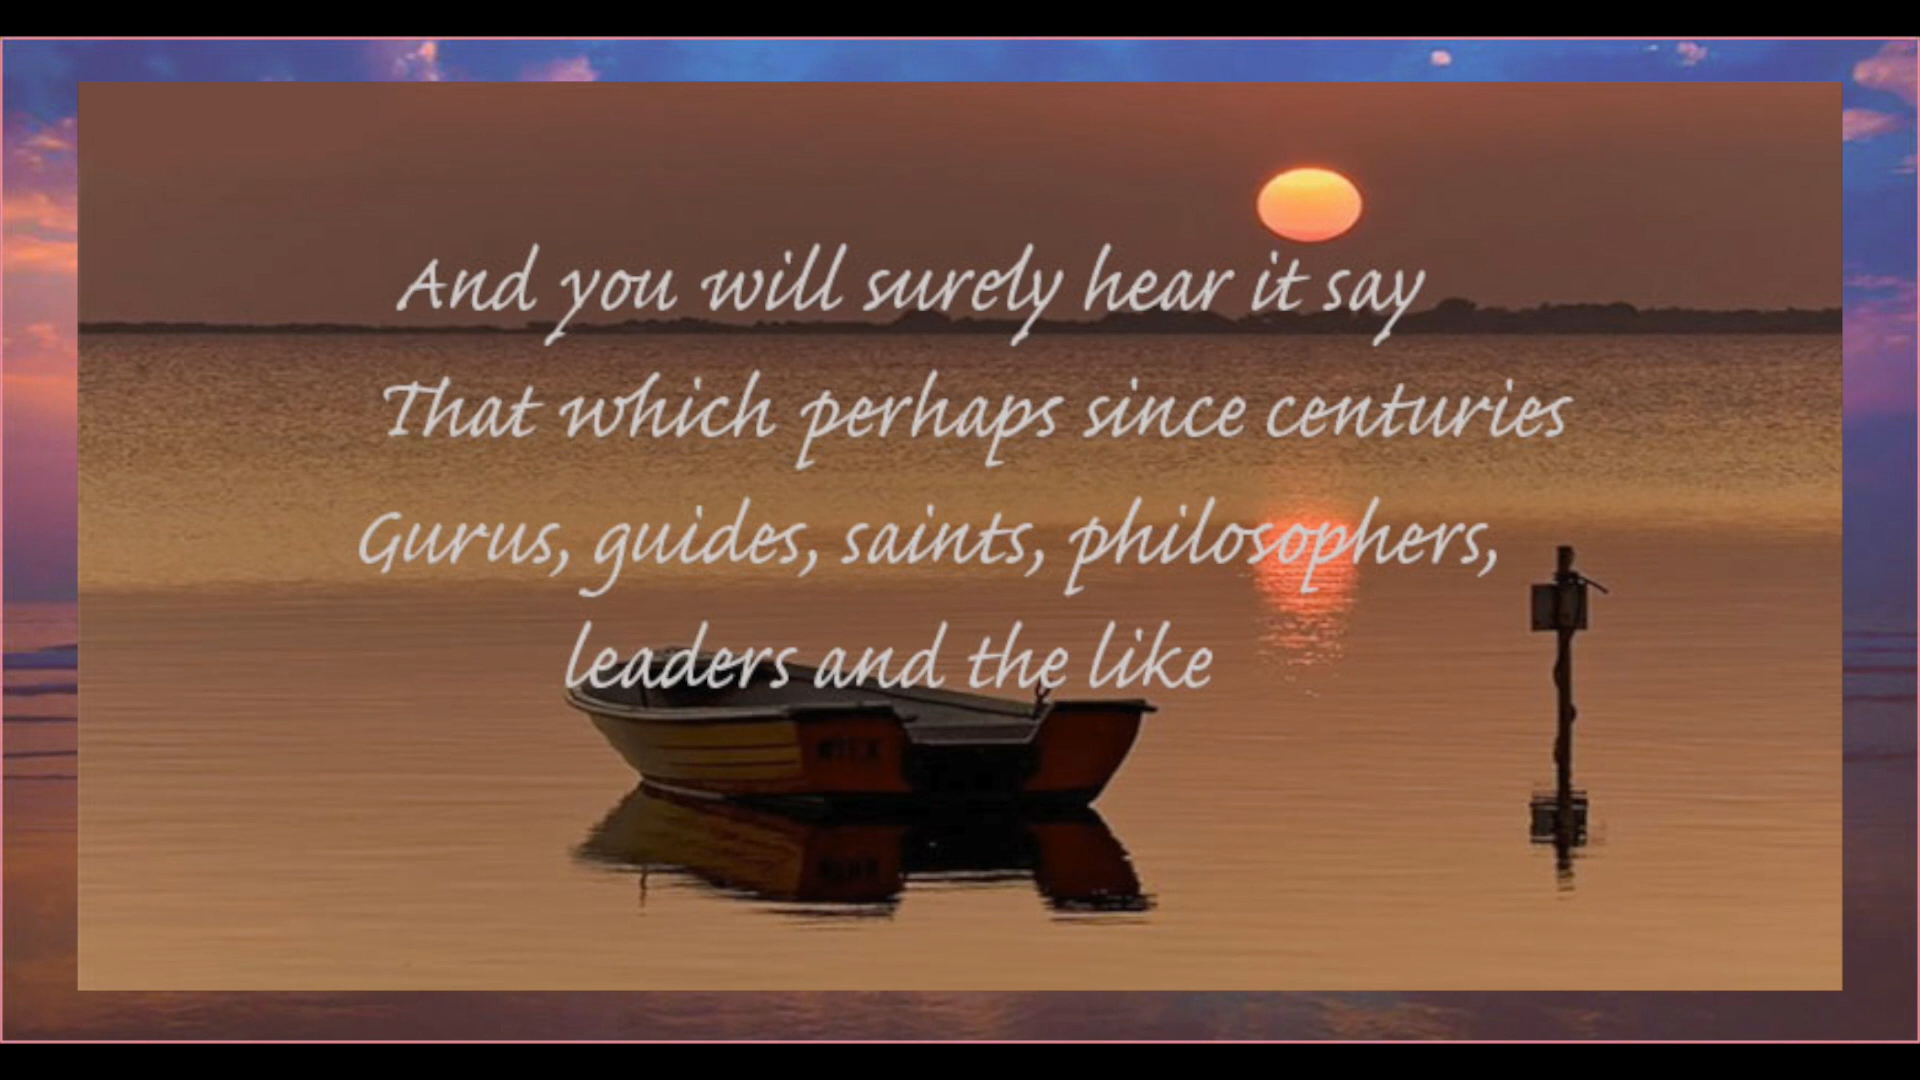 And you will surely hear it say
That which perhaps since centuries
Gurus, guides, saints, philosophers,
leaders and the like